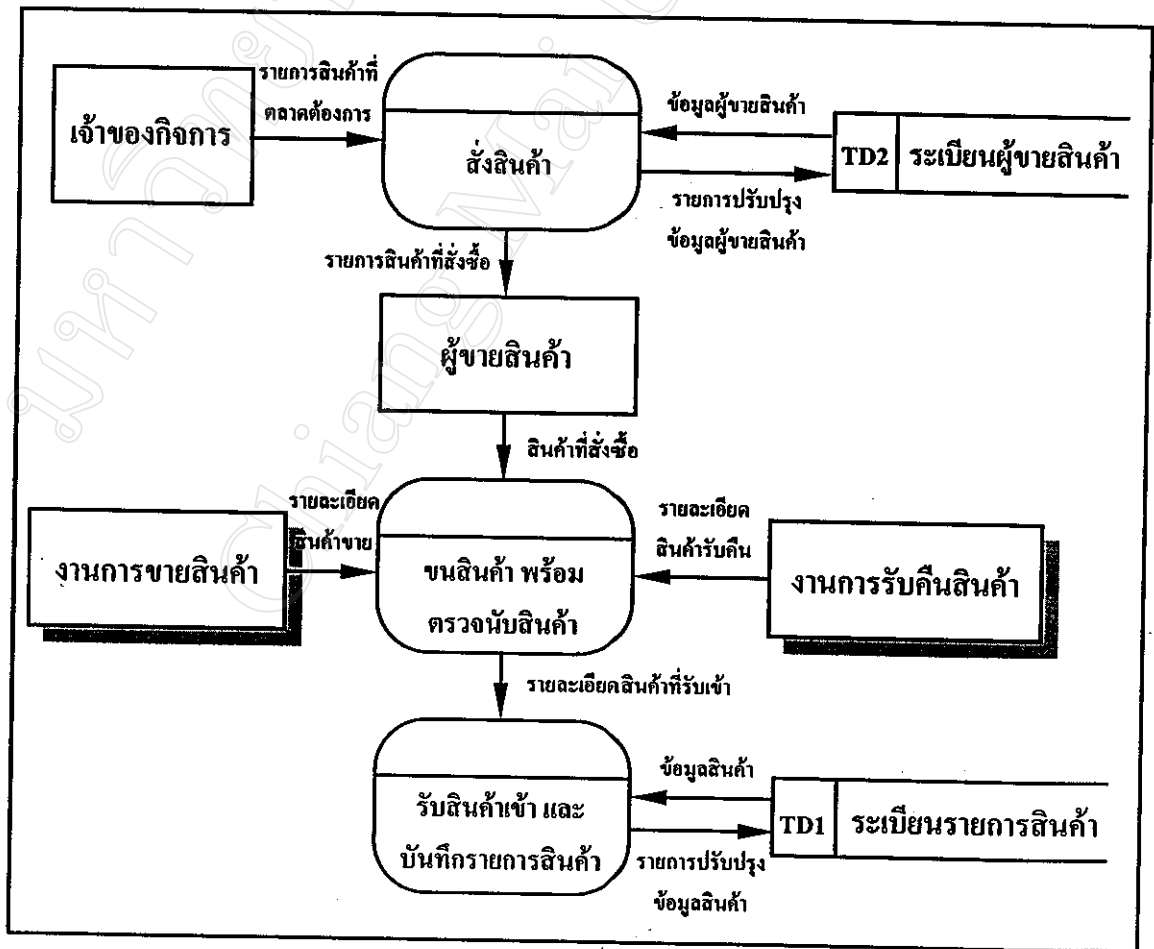 รายการสินค้าที่
ตลาดต้องการ
เจ้าของกิจการ
สั่งสินค้า
ข้อมูลผู้ขายสินค้า
TD2 ระเบียนผู้ขายสินค้า
รายการปรับปรุง
ข้อมูลผู้ขายสินค้า
รายการสินค้าที่สั่งซื้อ
ผู้ขายสินค้า
สินค้าที่สั่งซื้อ
รายละเอียด
สินค้าขาย
งานการขายสินค้า
ขนสินค้า พร้อม
ตรวจนับสินค้า
รายละเอียด
สินค้ารับคืน
งานการรับคืนสินค้า
รายละเอียดสินค้าที่รับเข้า
รับสินค้าเข้า และ
บันทึกรายการสินค้า
ข้อมูลสินค้า
TD1 ระเบียนรายการสินค้า
รายการปรับปรุง
ข้อมูลสินค้า
Chiang Mai